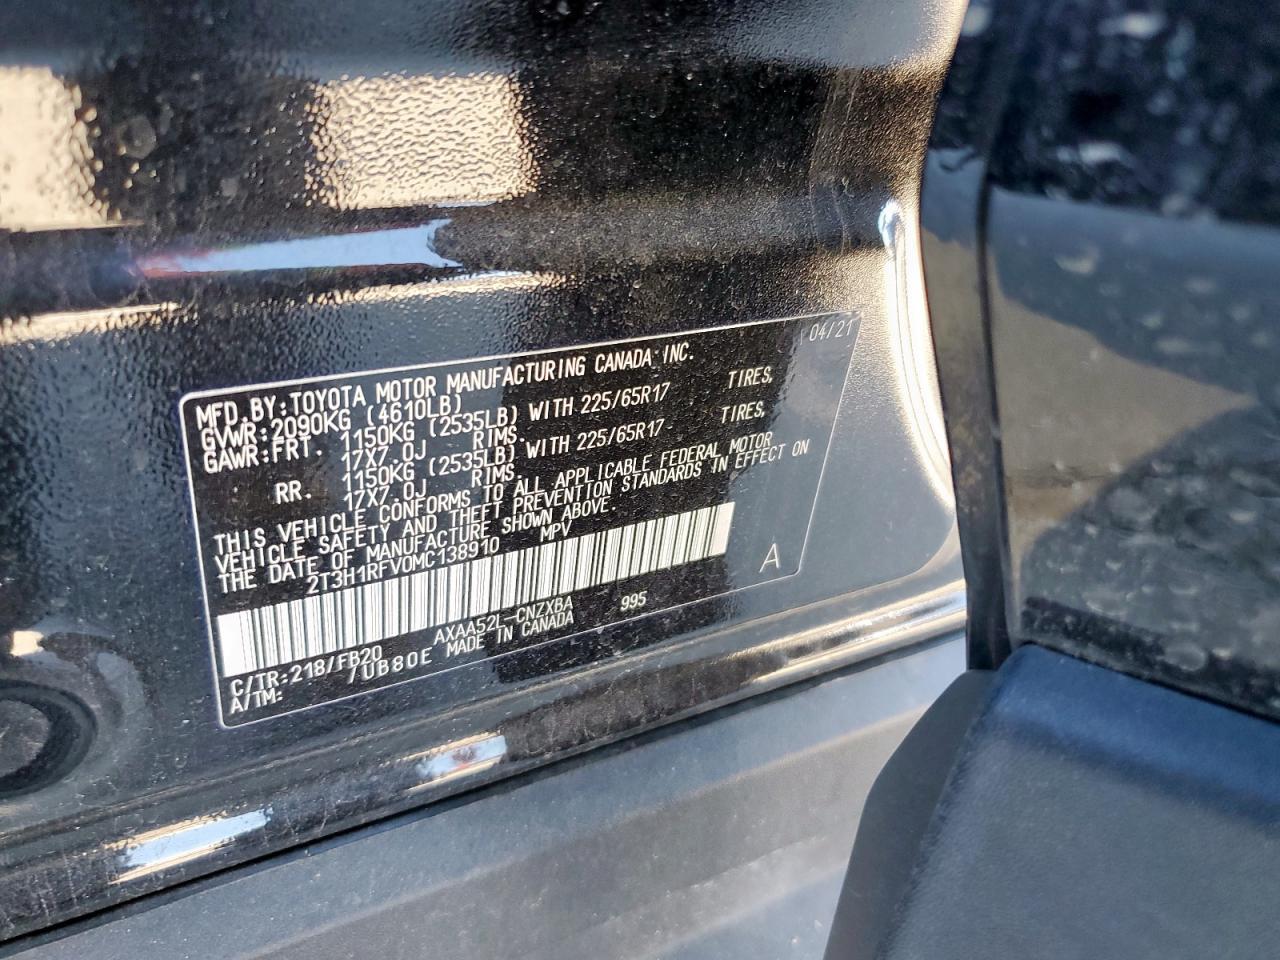 04/21
MFD.BY:TOYOTA MOTOR MANUFACTURING CANADA INC.
GVWR:2090KG (4610LB)
GAWR:FRT. 1150KG (2535LB) WITH 225/65R17 TIRES,
17X7.0J RIMS.
RR. 1150KG (2535LB) WITH 225/65R17 TIRES,
17X7.0J RIMS.
THIS VEHICLE CONFORMS TO ALL APPLICABLE FEDERAL MOTOR
VEHICLE SAFETY AND THEFT PREVENTION STANDARDS IN EFFECT ON
THE DATE OF MANUFACTURE SHOWN ABOVE.
2T3H1RFV0MC138910 MPV
A
C/TR:218/FB20 AXAA52L-CNZXBA 995
A/TM: /UB80E MADE IN CANADA